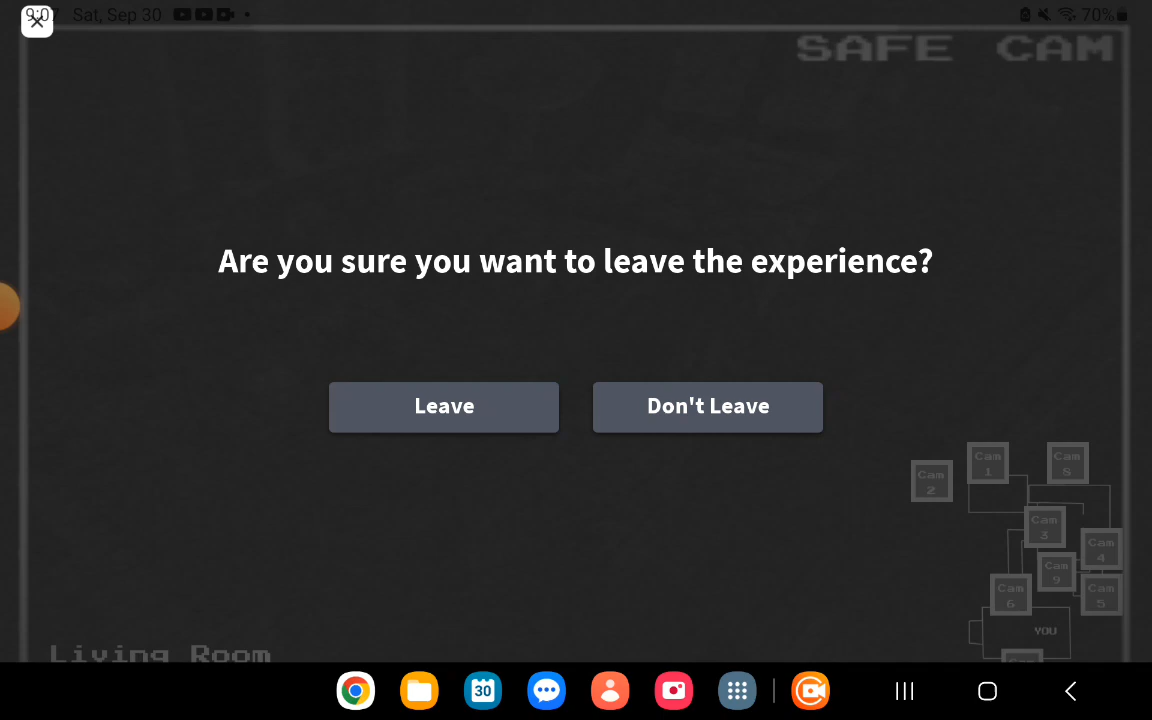 Sat, Sep 30
70%
SAFE CAM
Are you sure you want to leave the experience?
Leave
Don't Leave
Cam 1
Cam S
Cam 2
Cam 3
Cam 4
Cam 9
Cam 6
Cam 5
YOU
Living Room
30